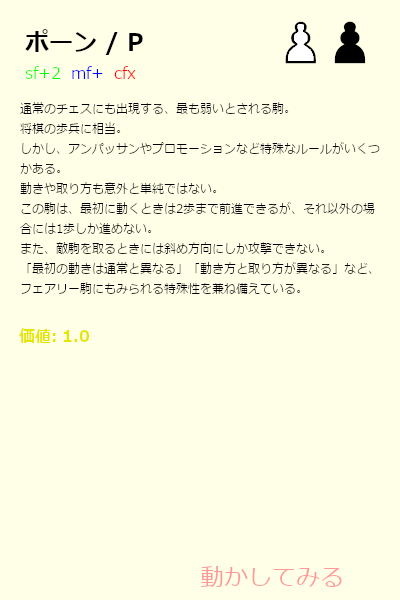 ポーン / P
sf+2 mf+ cfx
通常のチェスにも出現する、最も弱いとされる駒。
将棋の歩兵に相当。
しかし、アンパッサンやプロモーションなど特殊なルールがいくつ
かある。
動きや取り方も意外と単純ではない。
この駒は、最初に動くときは2歩まで前進できるが、それ以外の場
合には1歩しか進めない。
また、敵駒を取るときには斜め方向にしか攻撃できない。
「最初の動きは通常と異なる」「動き方と取り方が異なる」など、
フェアリー駒にもみられる特殊性を兼ね備えている。
価値: 1.0
動かしてみる